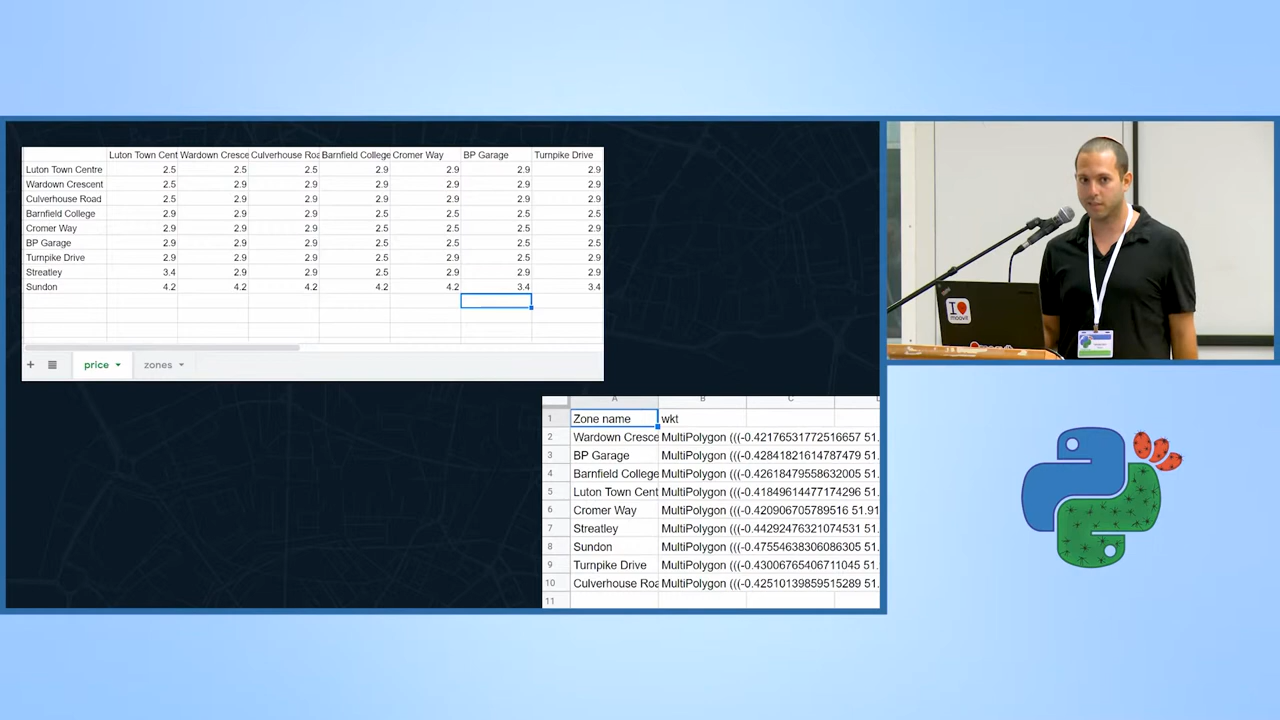 Luton Town Cent Wardown Cresce Culverhouse Roa Barnfield College Cromer Way BP Garage Turnpike Drive
Luton Town Centre 2.5 2.5 2.5 2.9 2.9 2.9 2.9
Wardown Crescent 2.5 2.9 2.9 2.9 2.9 2.9 2.9
Culverhouse Road 2.5 2.9 2.9 2.9 2.9 2.9 2.9
Barnfield College 2.9 2.9 2.9 2.5 2.5 2.5 2.5
Cromer Way 2.9 2.9 2.9 2.5 2.5 2.5 2.9
BP Garage 2.9 2.9 2.9 2.5 2.5 2.5 2.5
Turnpike Drive 2.9 2.9 2.9 2.5 2.9 2.5 2.9
Streatley 3.4 2.9 2.9 2.5 2.9 2.9 2.9
Sundon 4.2 4.2 4.2 4.2 4.2 3.4 3.4
+ price zones
A B C
1 Zone name wkt
2 Wardown Cresce MultiPolygon (((-0.42176531772516657 51.
3 BP Garage MultiPolygon (((-0.42841821614787479 51.
4 Barnfield College MultiPolygon (((-0.42618479558632005 51.
5 Luton Town Cent MultiPolygon (((-0.41849614477174296 51.
6 Cromer Way MultiPolygon (((-0.420906705789516 51.91
7 Streatley MultiPolygon (((-0.44292476321074531 51.
8 Sundon MultiPolygon (((-0.47554638306086305 51.
9 Turnpike Drive MultiPolygon (((-0.43006765406711045 51.
10 Culverhouse Roa MultiPolygon (((-0.42510139859515289 51.
11
I
moovit